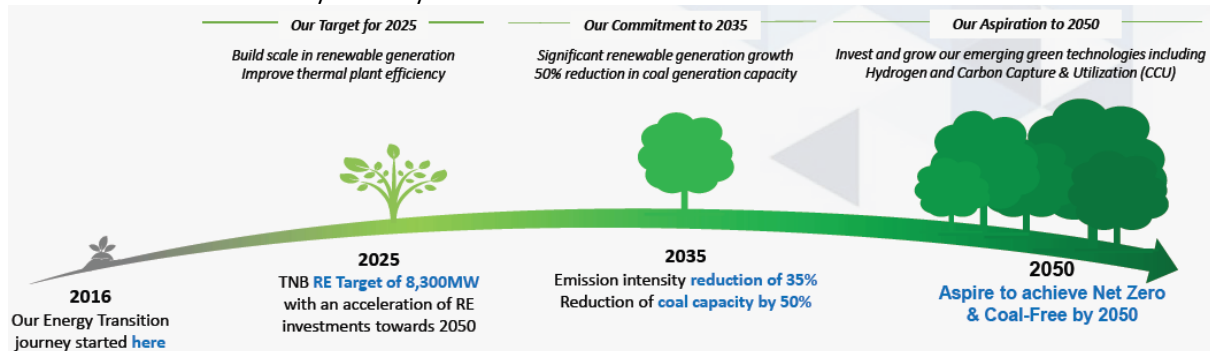 Our Target for 2025
Build scale in renewable generation
Improve thermal plant efficiency
Our Commitment to 2035
Significant renewable generation growth
50% reduction in coal generation capacity
Our Aspiration to 2050
Invest and grow our emerging green technologies including
Hydrogen and Carbon Capture & Utilization (CCU)
2016
Our Energy Transition
journey started here
2025
TNB RE Target of 8,300MW
with an acceleration of RE
investments towards 2050
2035
Emission intensity reduction of 35%
Reduction of coal capacity by 50%
2050
Aspire to achieve Net Zero
& Coal-Free by 2050